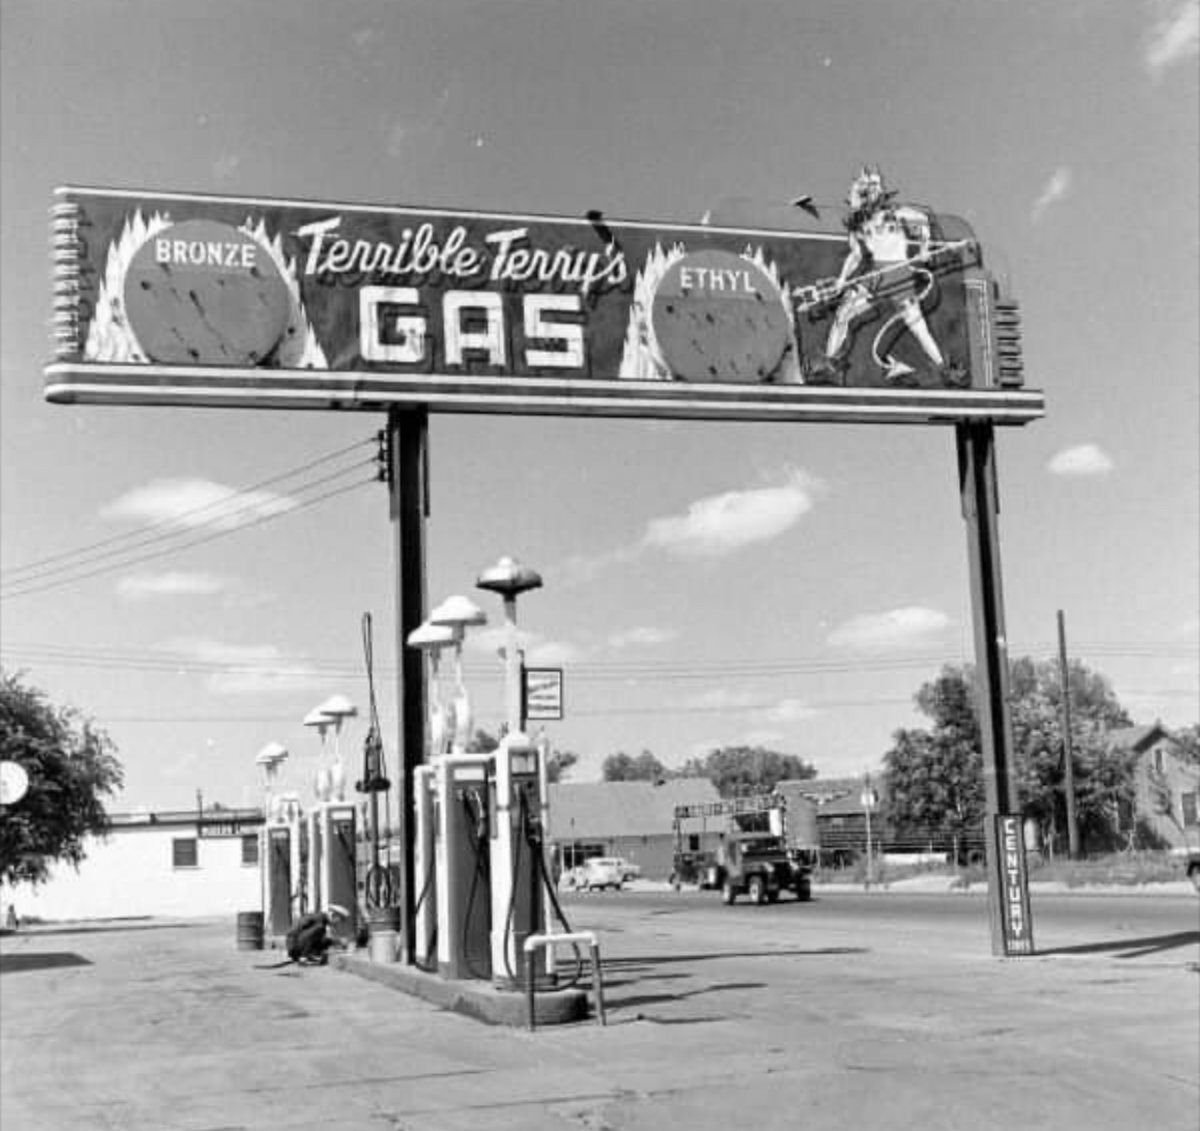 BRONZE
Terrible Terry's
GAS
ETHYL
CENTURY